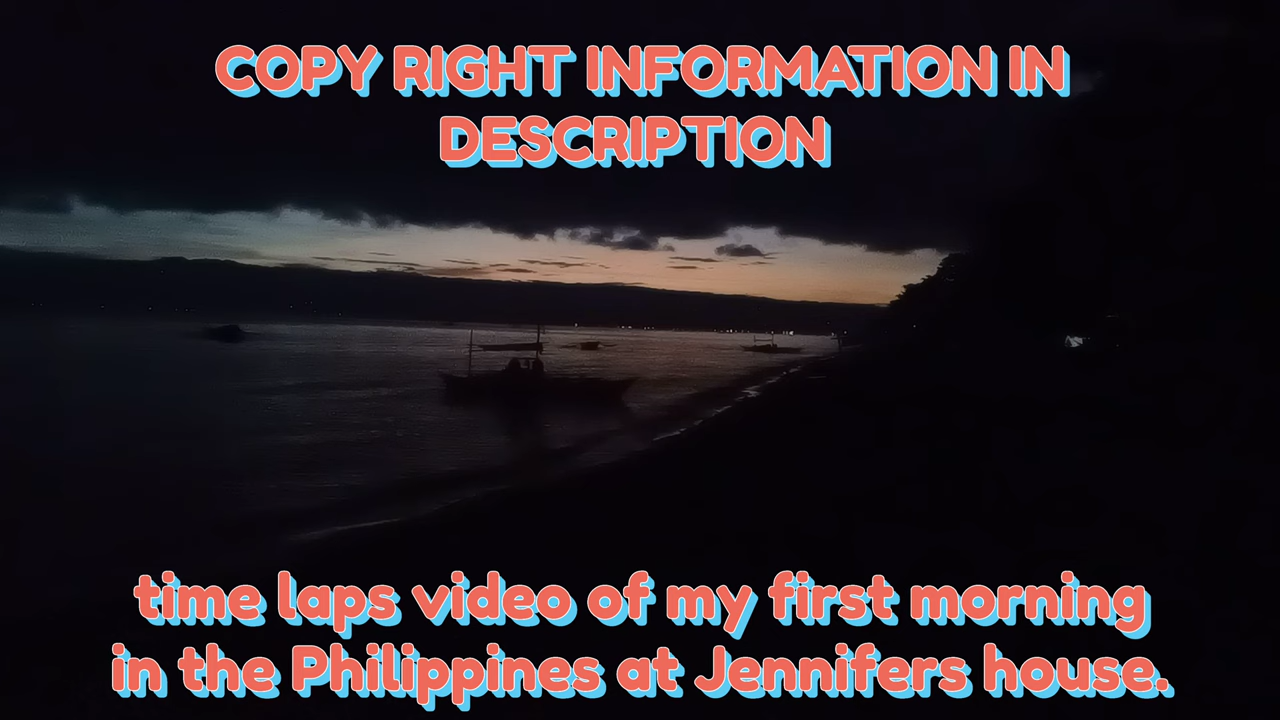 COPY RIGHT INFORMATION IN
DESCRIPTION
time laps video of my first morning
in the Philippines at Jennifers house.